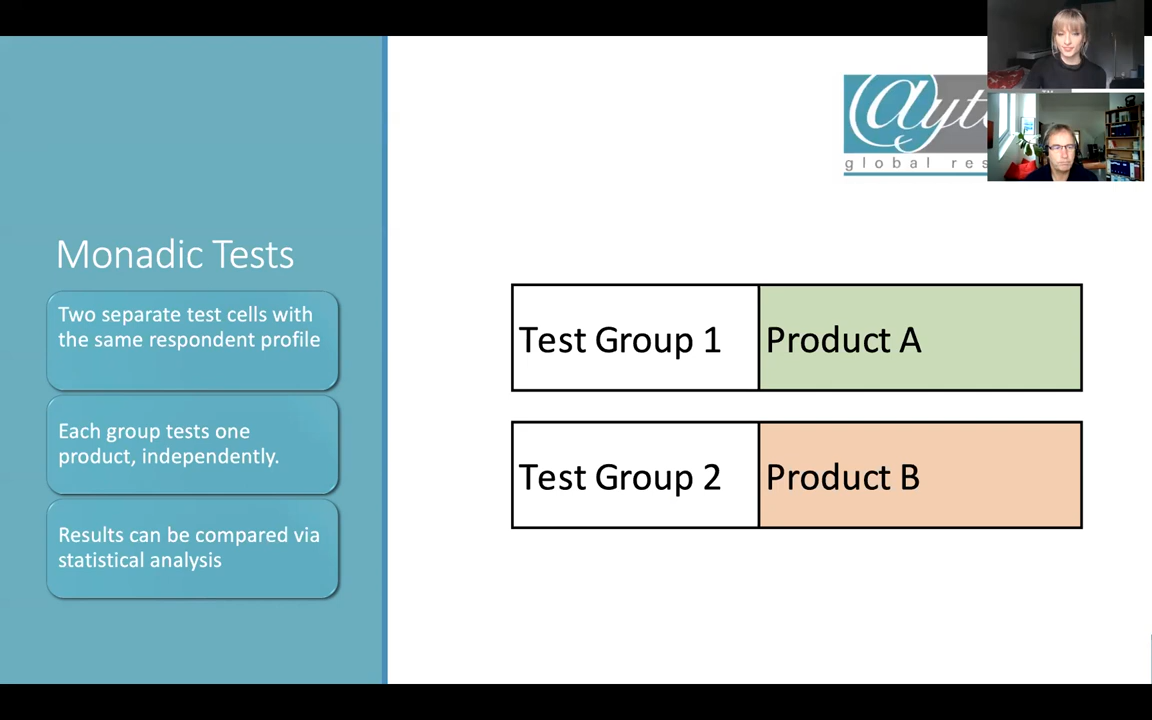 Monadic Tests
Two separate test cells with
the same respondent profile
Each group tests one
product, independently.
Results can be compared via
statistical analysis
global
Test Group 1 Product A
Test Group 2 Product B